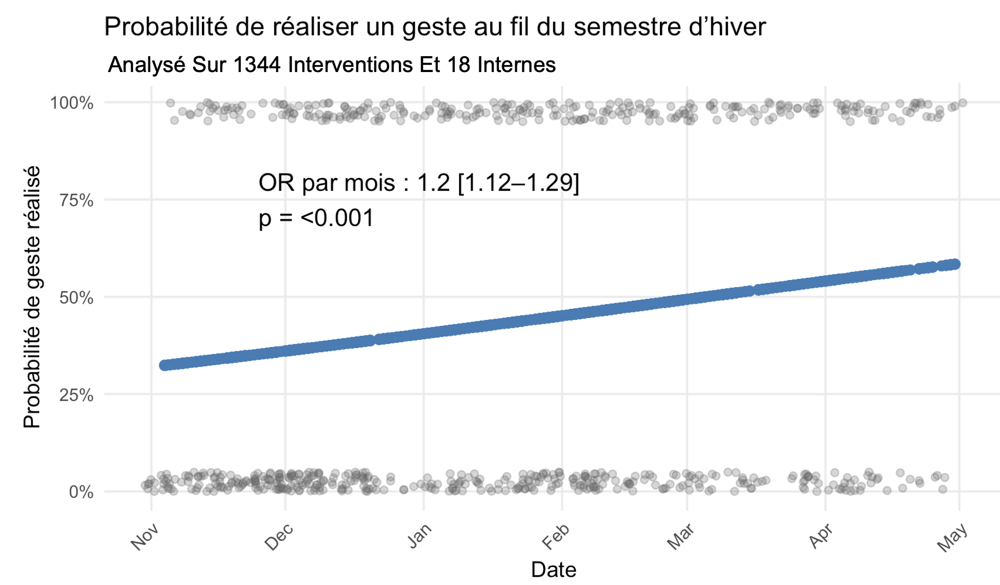 Probabilité de réaliser un geste au fil du semestre d’hiver
Analysé Sur 1344 Interventions Et 18 Internes
Probabilité de geste réalisé
100%
75%
50%
25%
0%
OR par mois : 1.2 [1.12–1.29]
p = <0.001
Nov
Dec
Jan
Feb
Mar
Apr
May
Date